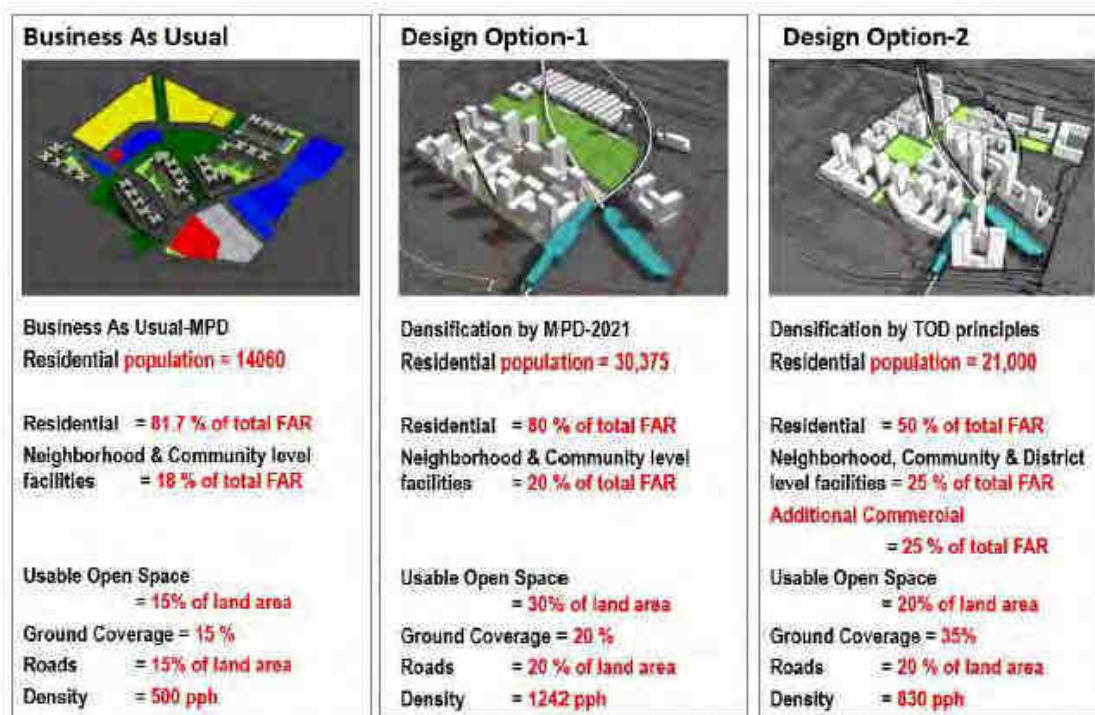 Business As Usual
Business As Usual-MPD
Residential population = 14060
Residential = 81.7 % of total FAR
Neighborhood & Community level
facilities = 18 % of total FAR
Usable Open Space
= 15% of land area
Ground Coverage = 15 %
Roads = 15% of land area
Density = 500 pph
Design Option-1
Densification by MPD-2021
Residential population = 30,375
Residential = 80 % of total FAR
Neighborhood & Community level
facilities = 20 % of total FAR
Usable Open Space
= 30% of land area
Ground Coverage = 20 %
Roads = 20 % of land area
Density = 1242 pph
Design Option-2
Densification by TOD principles
Residential population = 21,000
Residential = 50 % of total FAR
Neighborhood, Community & District
level facilities = 25 % of total FAR
Additional Commercial
= 25 % of total FAR
Usable Open Space
= 20% of land area
Ground Coverage = 35%
Roads = 20 % of land area
Density = 830 pph